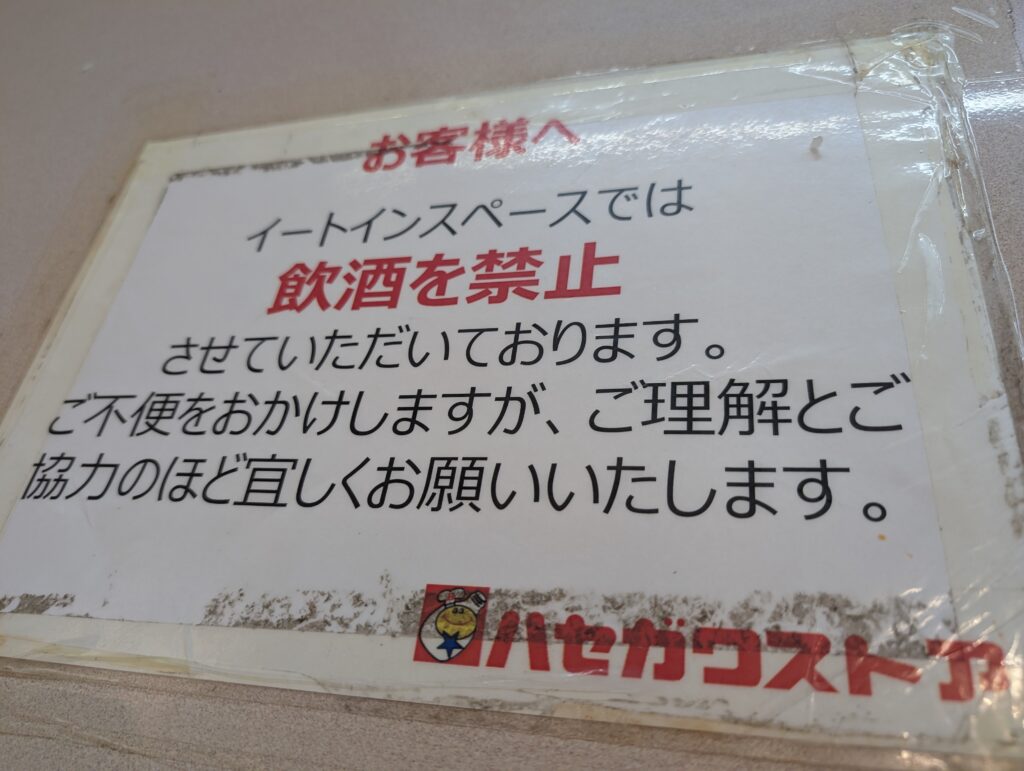 お客様へ
イートインスペースでは
飲酒を禁止
させていただいております。
ご不便をおかけしますが、ご理解とご
協力のほど宜しくお願いいたします。
ハセガワストア